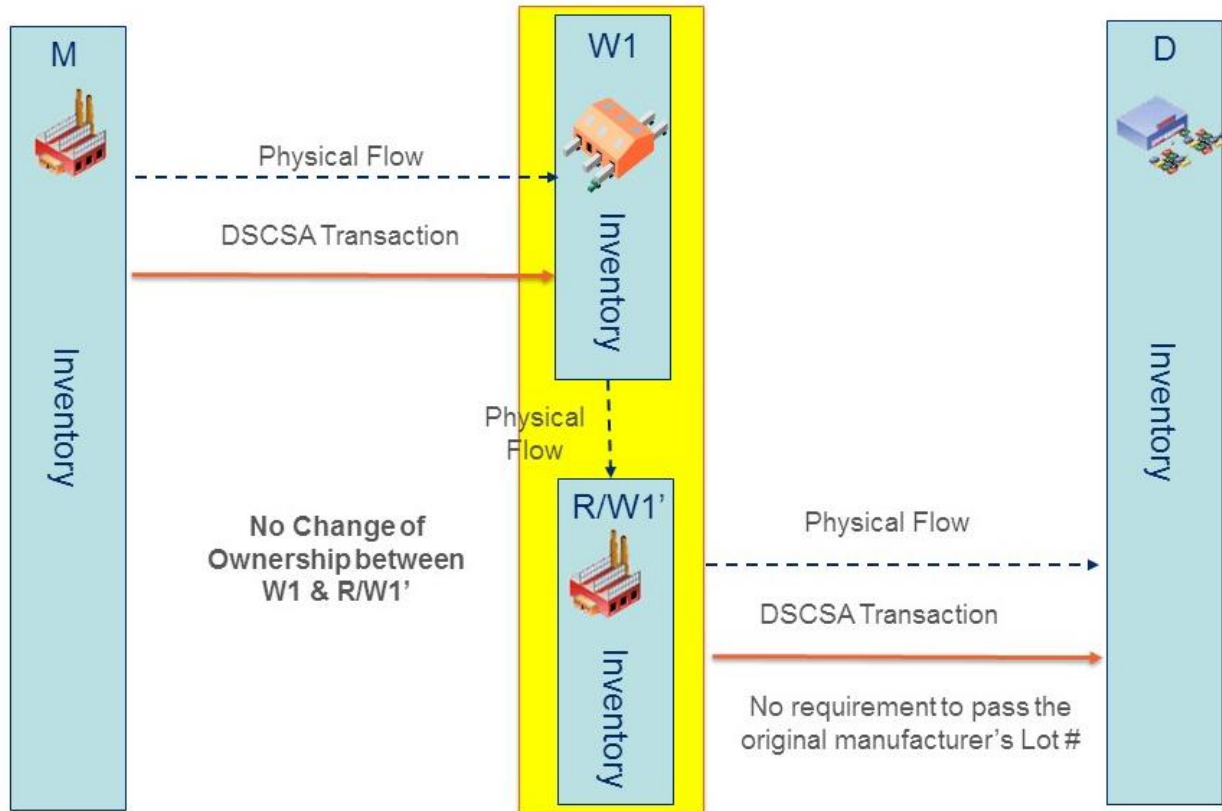 M
Inventory
Physical Flow
DSCSA Transaction
W1
Inventory
Physical
Flow
No Change of
Ownership between
W1 & R/W1’
R/W1’
Inventory
Physical Flow
DSCSA Transaction
No requirement to pass the
original manufacturer’s Lot #
D
Inventory